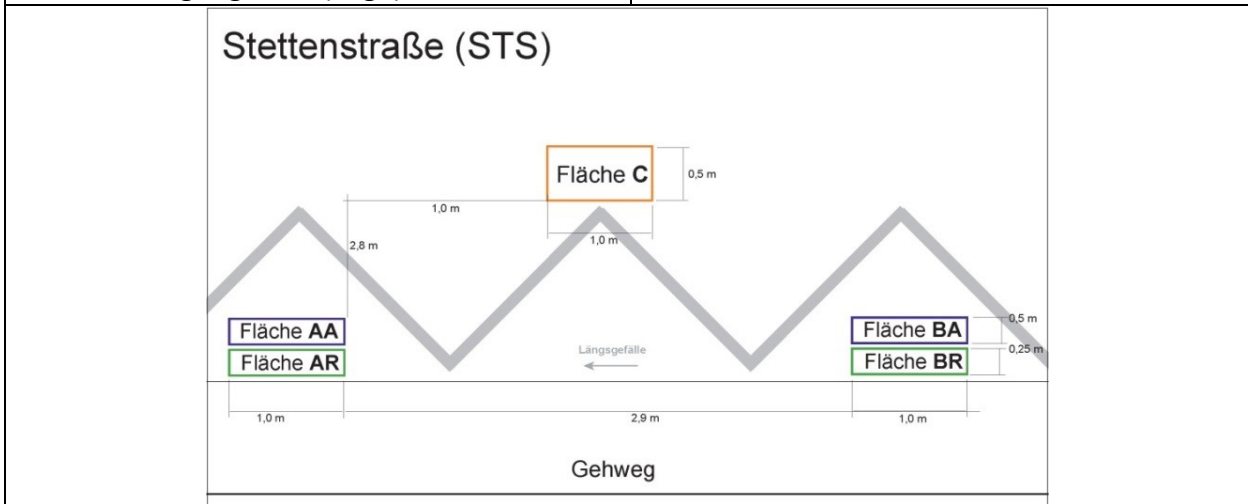 Stettenstraße (STS)
Fläche C
0,5 m
1,0 m
1,0 m
2,8 m
Fläche AA
Fläche BA
0,5 m
Fläche AR
Längsgefälle
Fläche BR
0,25 m
1,0 m
2,9 m
1,0 m
Gehweg